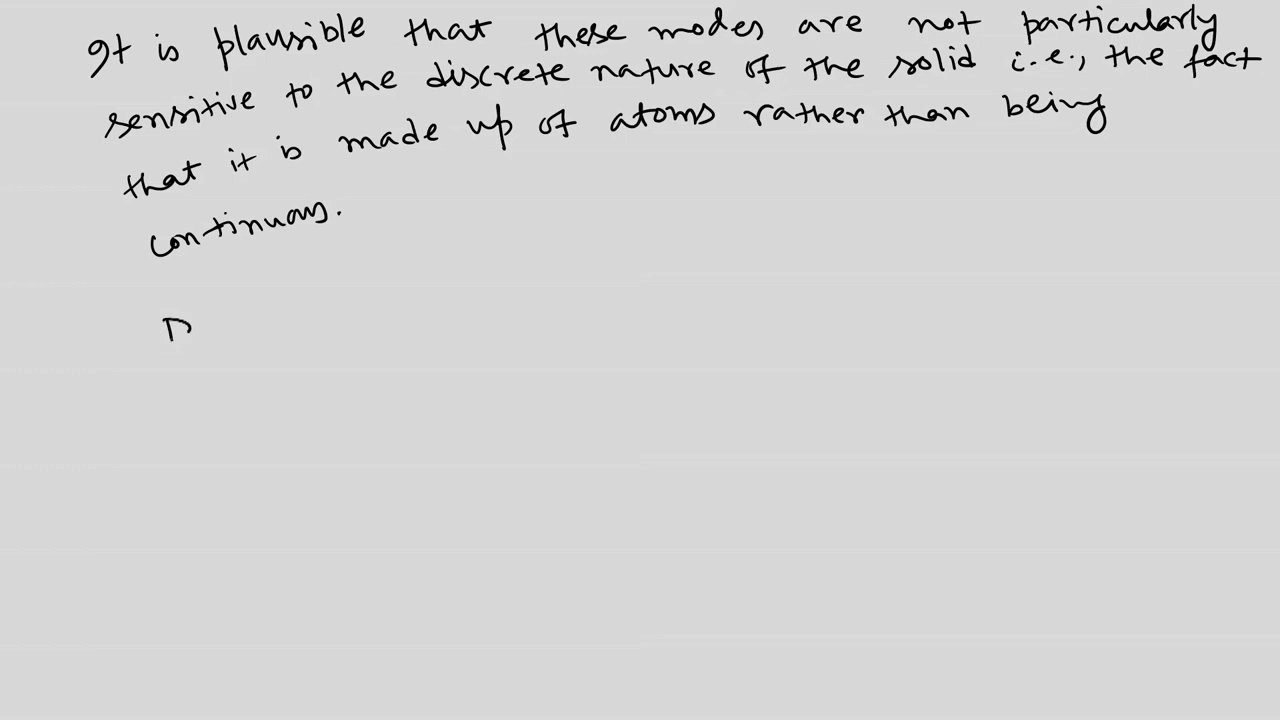 It is plausible that these modes are not particularly
sensitive to the discrete nature of the solid i.e., the fact
that it is made up of atoms rather than being
continuous.
D